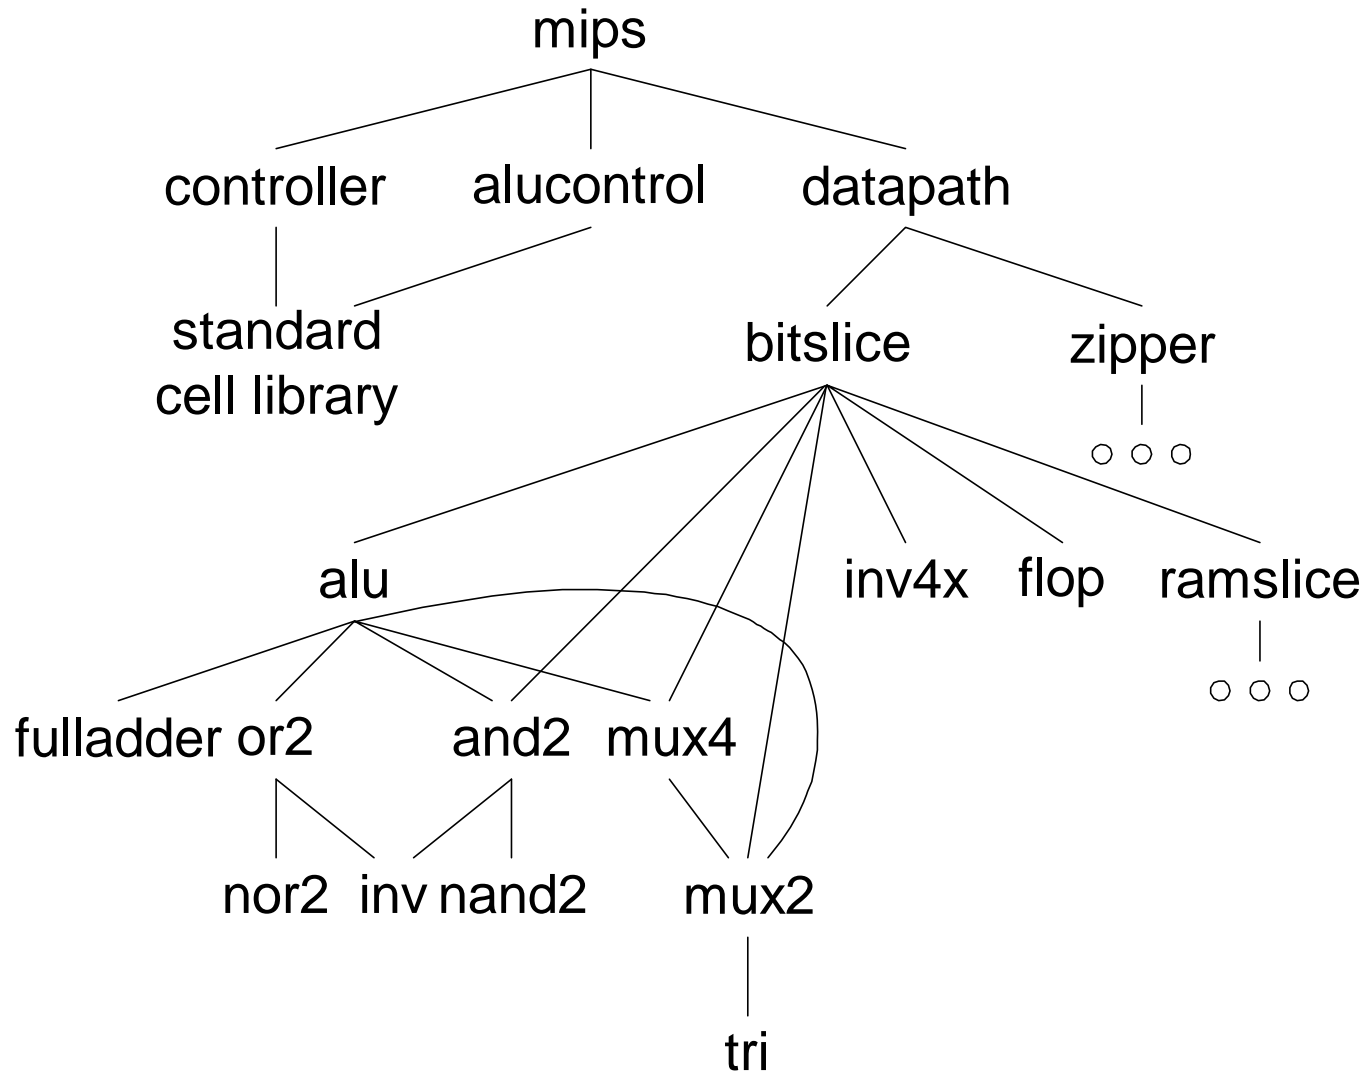 mips
controller alucontrol datapath
standard
cell library
bitslice zipper
alu inv4x flop ramslice
fulladder or2 and2 mux4
nor2 inv nand2 mux2
tri